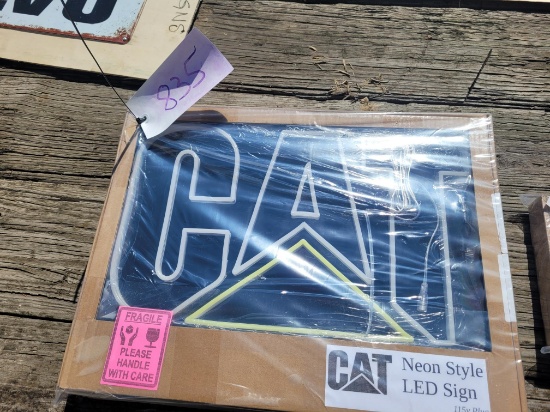 835
CAT
FRAGILE
PLEASE
HANDLE
WITH CARE
CAT
Neon Style
LED Sign